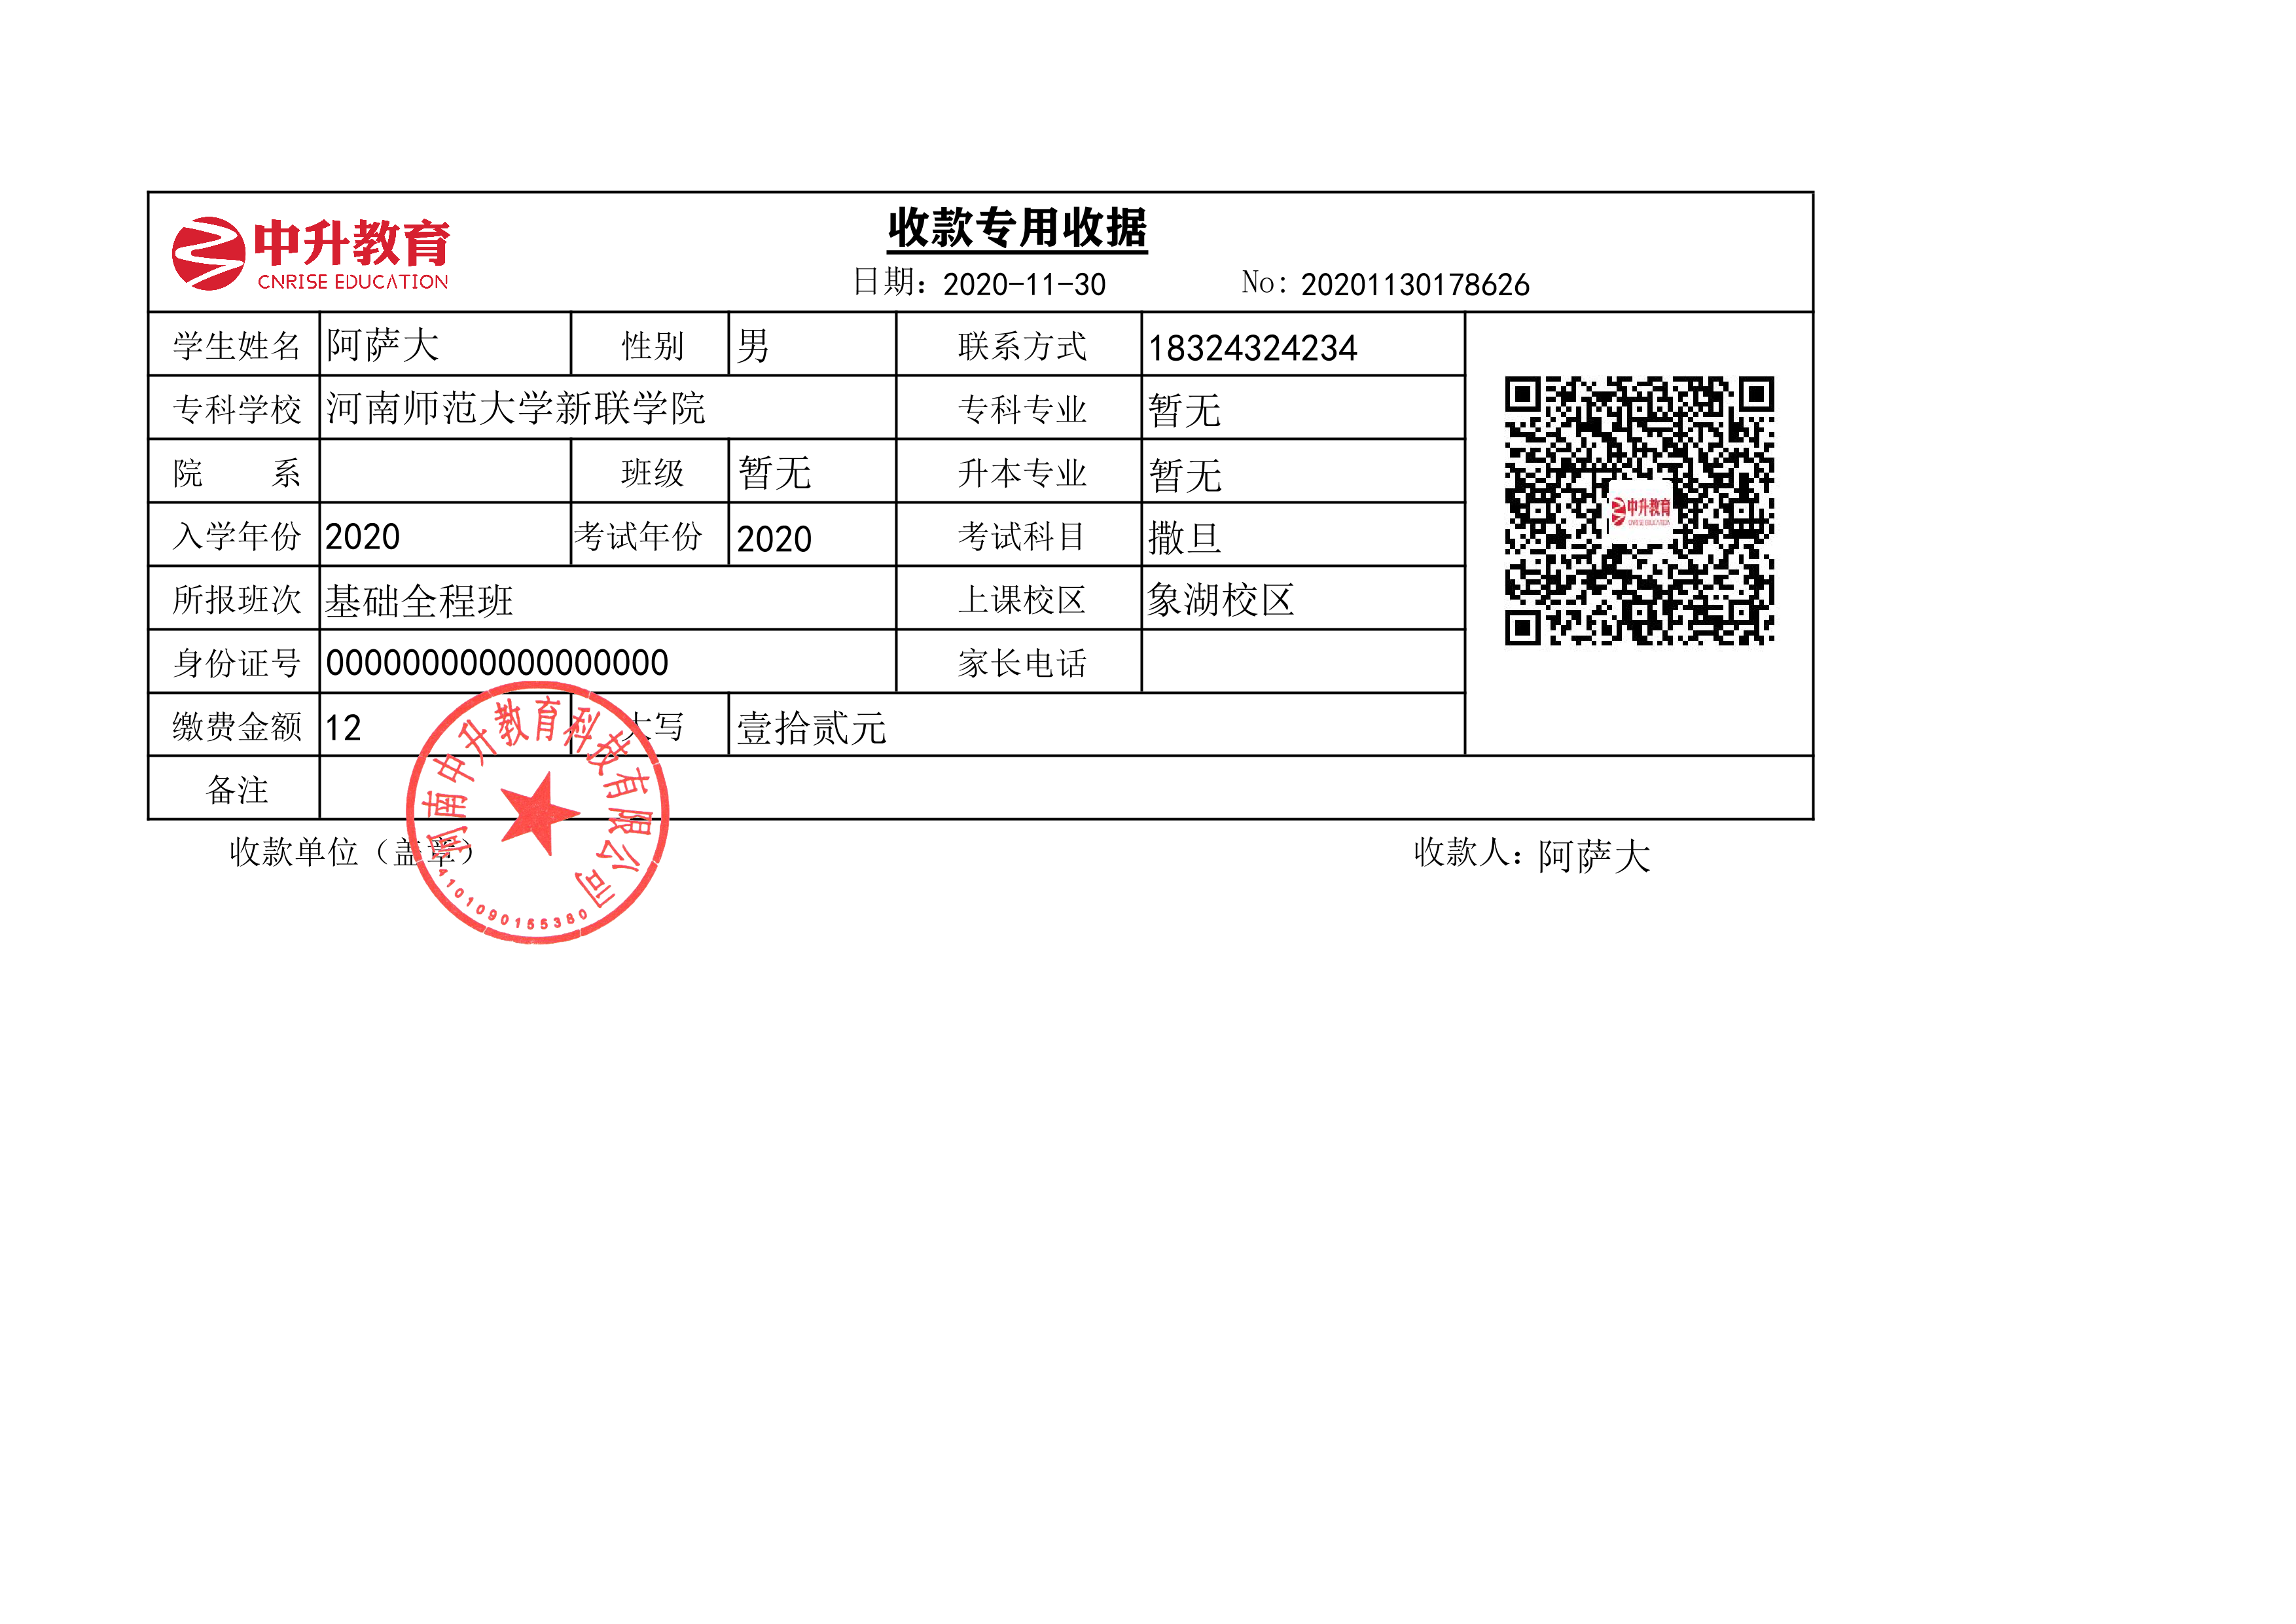 中升教育
CNRISE EDUCATION
收款专用收据
日期: 2020-11-30 No: 20201130178626
学生姓名 阿萨大 性别 男 联系方式 18324324234
专科学校 河南师范大学新联学院 专科专业 暂无
院 系 班级 暂无 升本专业 暂无
入学年份 2020 考试年份 2020 考试科目 撒旦
中升教育
CNRISE EDUCATION
所报班次 基础全程班 上课校区 象湖校区
身份证号 000000000000000000 家长电话
缴费金额 12 大写 壹拾贰元
备注
收款单位（盖章） 收款人: 阿萨大
河南中升教育科技有限公司
4101090155380